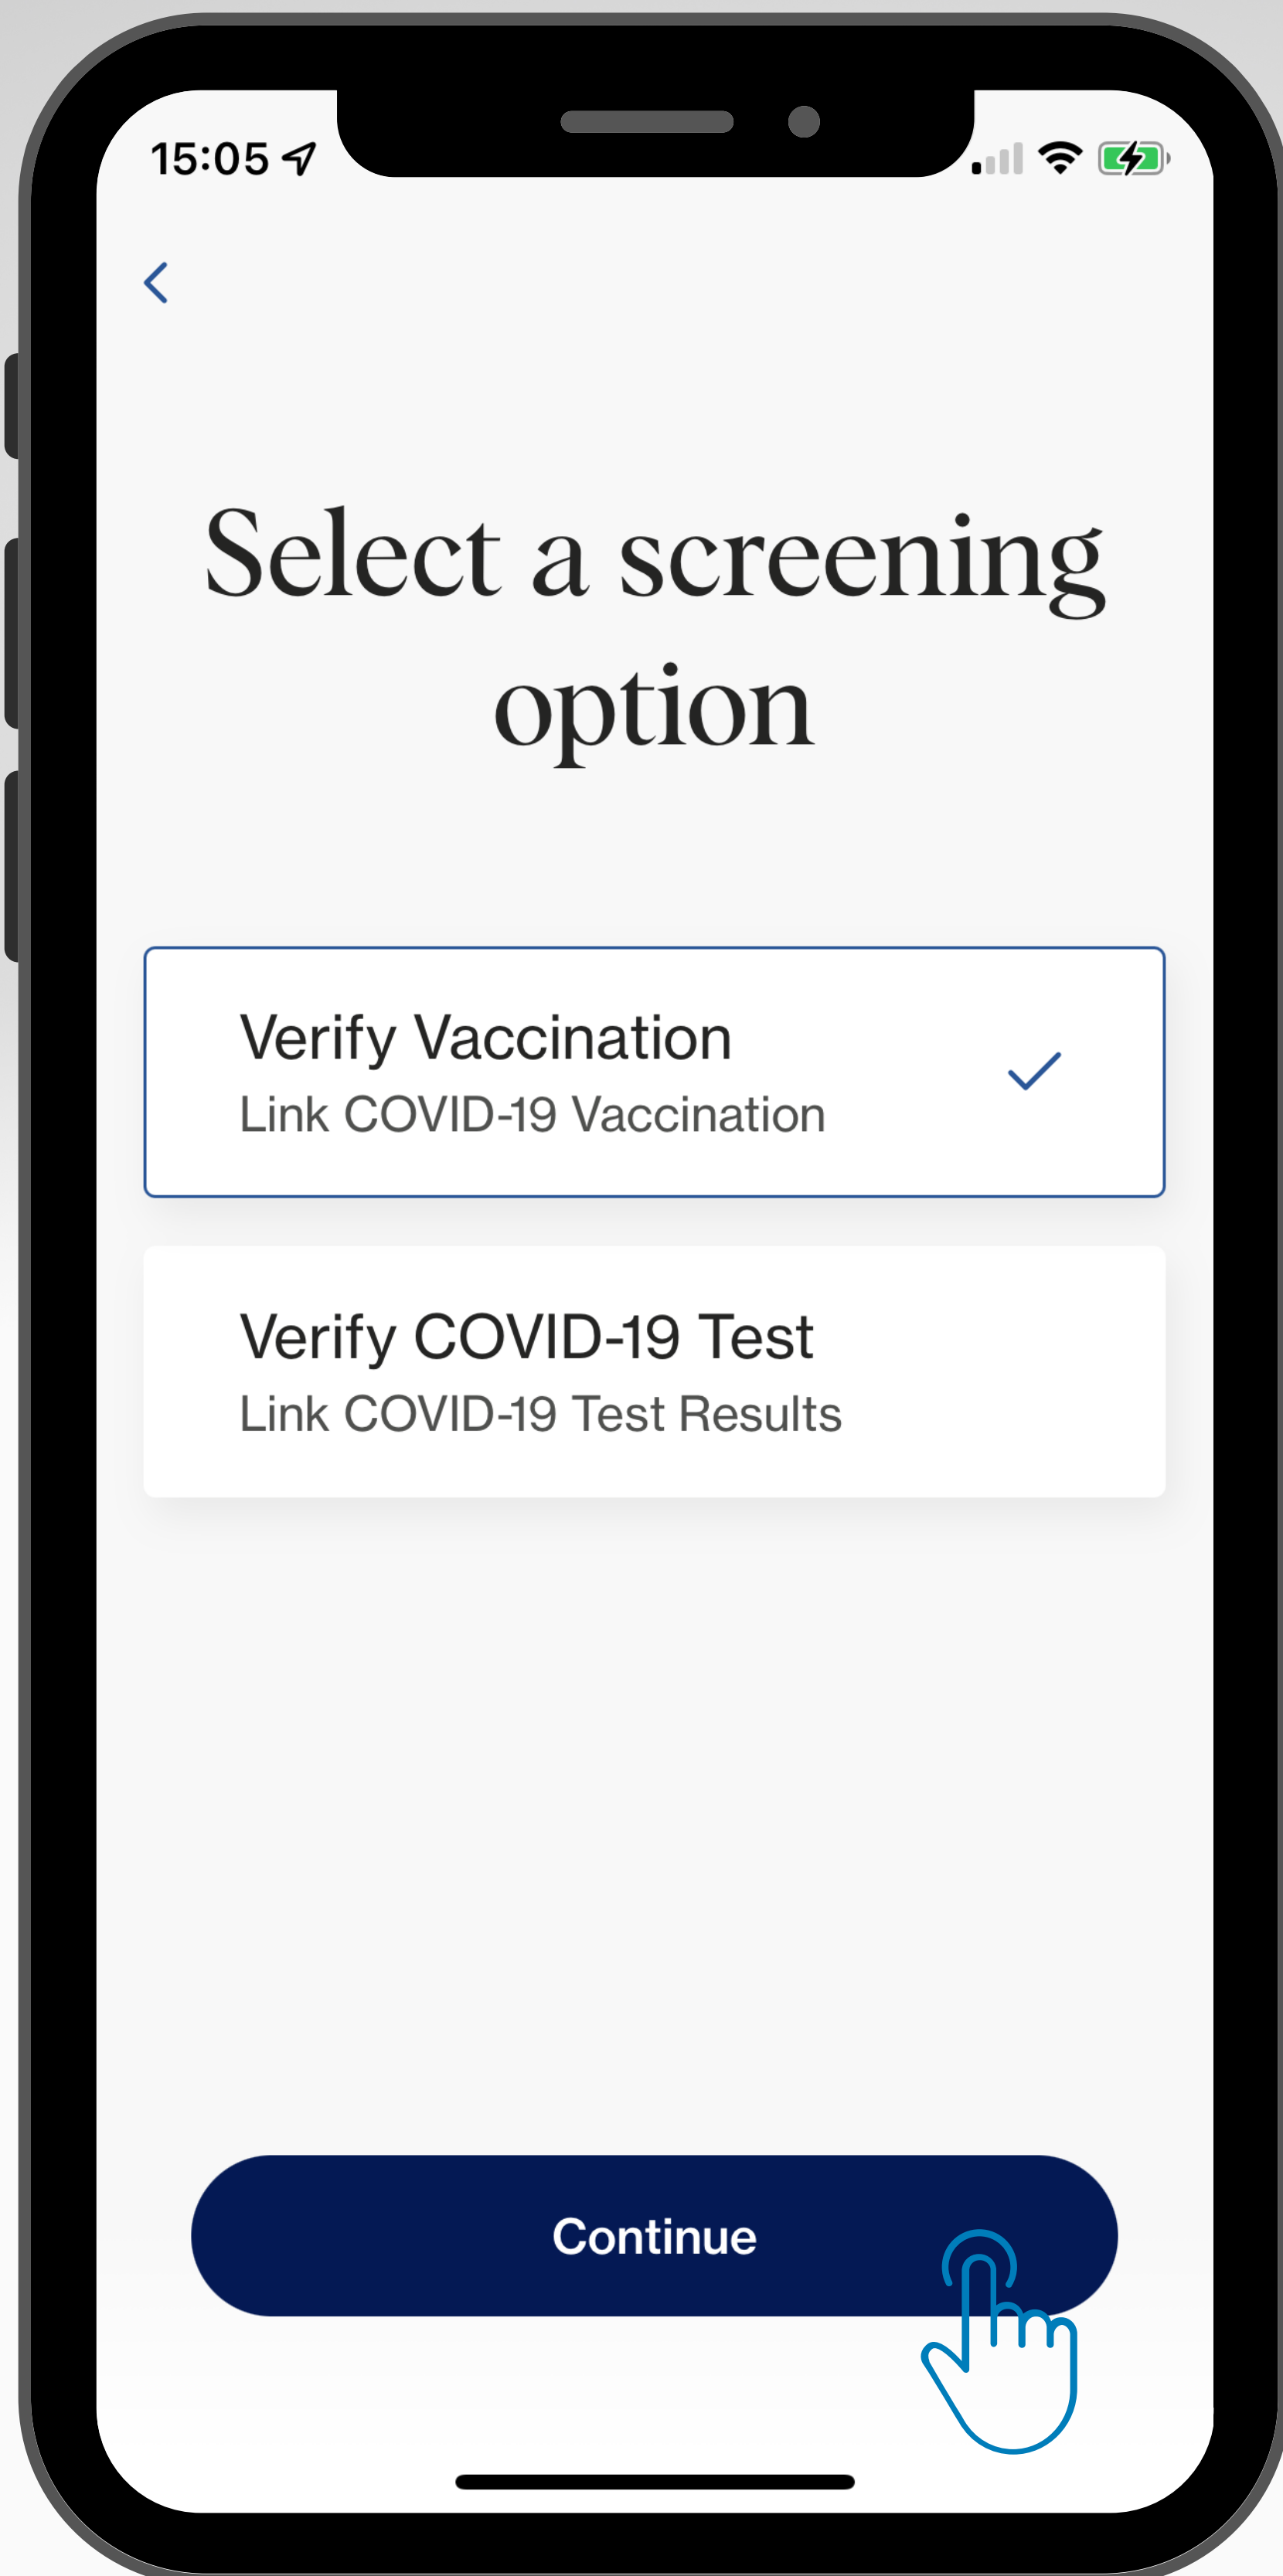 15:05
Select a screening
option
Verify Vaccination
Link COVID-19 Vaccination
Verify COVID-19 Test
Link COVID-19 Test Results
Continue